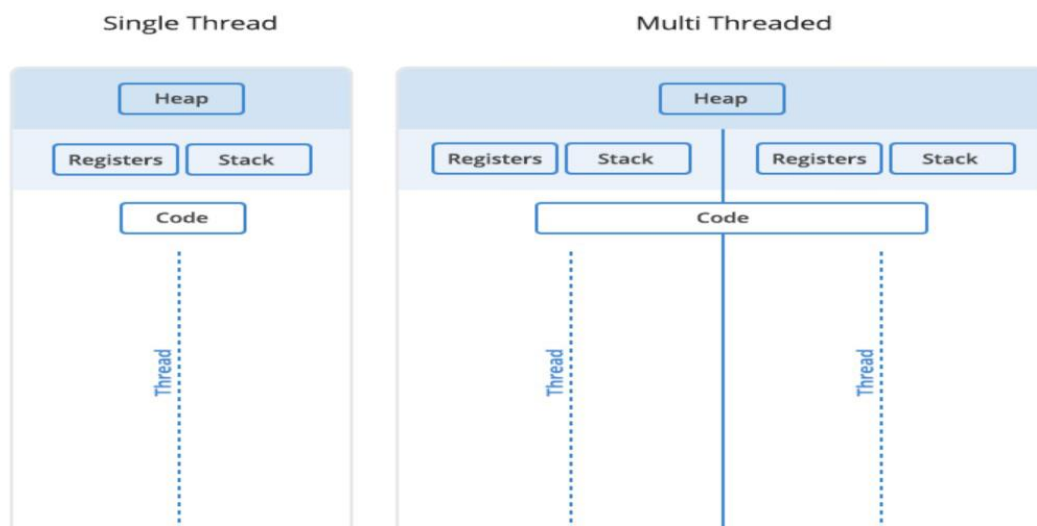 Single Thread
Multi Threaded
Heap
Heap
Registers Stack
Registers Stack
Registers Stack
Code
Code
Thread
Thread
Thread